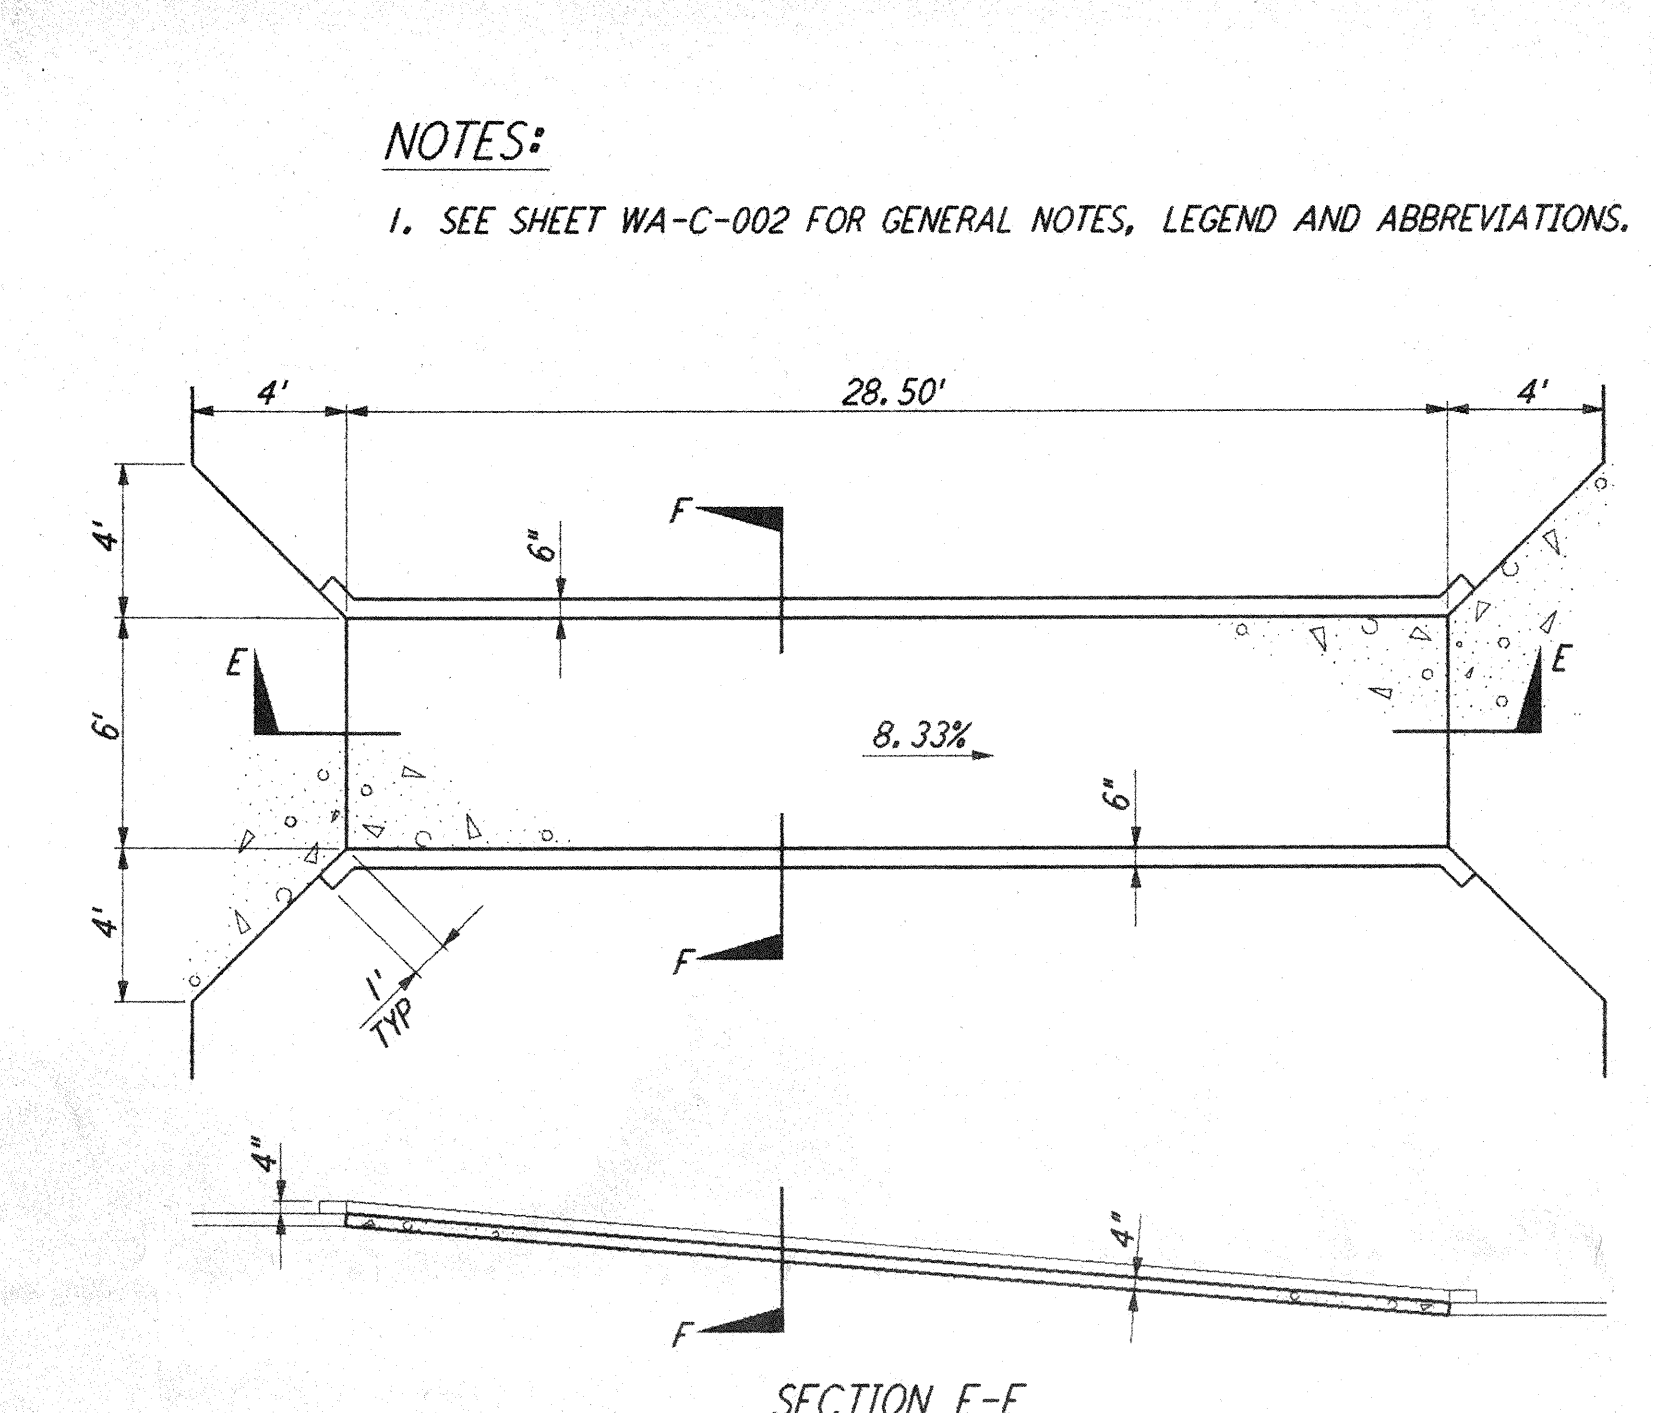 NOTES:
1. SEE SHEET WA-C-002 FOR GENERAL NOTES, LEGEND AND ABBREVIATIONS.
4'
28.50'
4'
4'
F
6"
E
E
6'
8.33%
6"
4'
F
1'
TYP
4"
4"
F
SECTION E-E